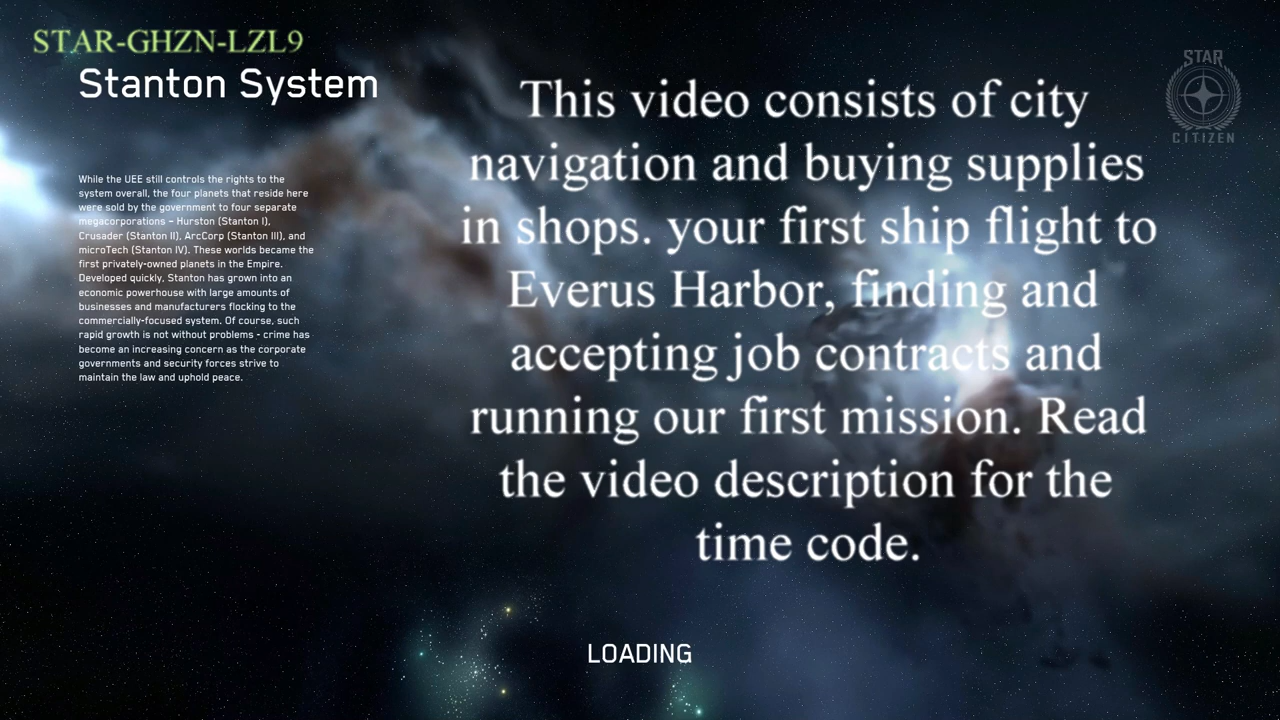 STAR-GHZN-LZL9
Stanton System
While the UEE still controls the rights to the
system overall, the four planets that reside here
were sold by the government to four separate
megacorporations - Hurston (Stanton I),
Crusader (Stanton II), ArcCorp (Stanton III), and
microTech (Stanton IV). These worlds became the
first privately-owned planets in the Empire.
Developed quickly, Stanton has grown into an
economic powerhouse with large amounts of
businesses and manufacturers flocking to the
commercially-focused system. Of course, such
rapid growth is not without problems - crime has
become an increasing concern as the corporate
governments and security forces strive to
maintain the law and uphold peace.
This video consists of city
navigation and buying supplies
in shops. your first ship flight to
Everus Harbor, finding and
accepting job contracts and
running our first mission. Read
the video description for the
time code.
STAR
CITIZEN
LOADING